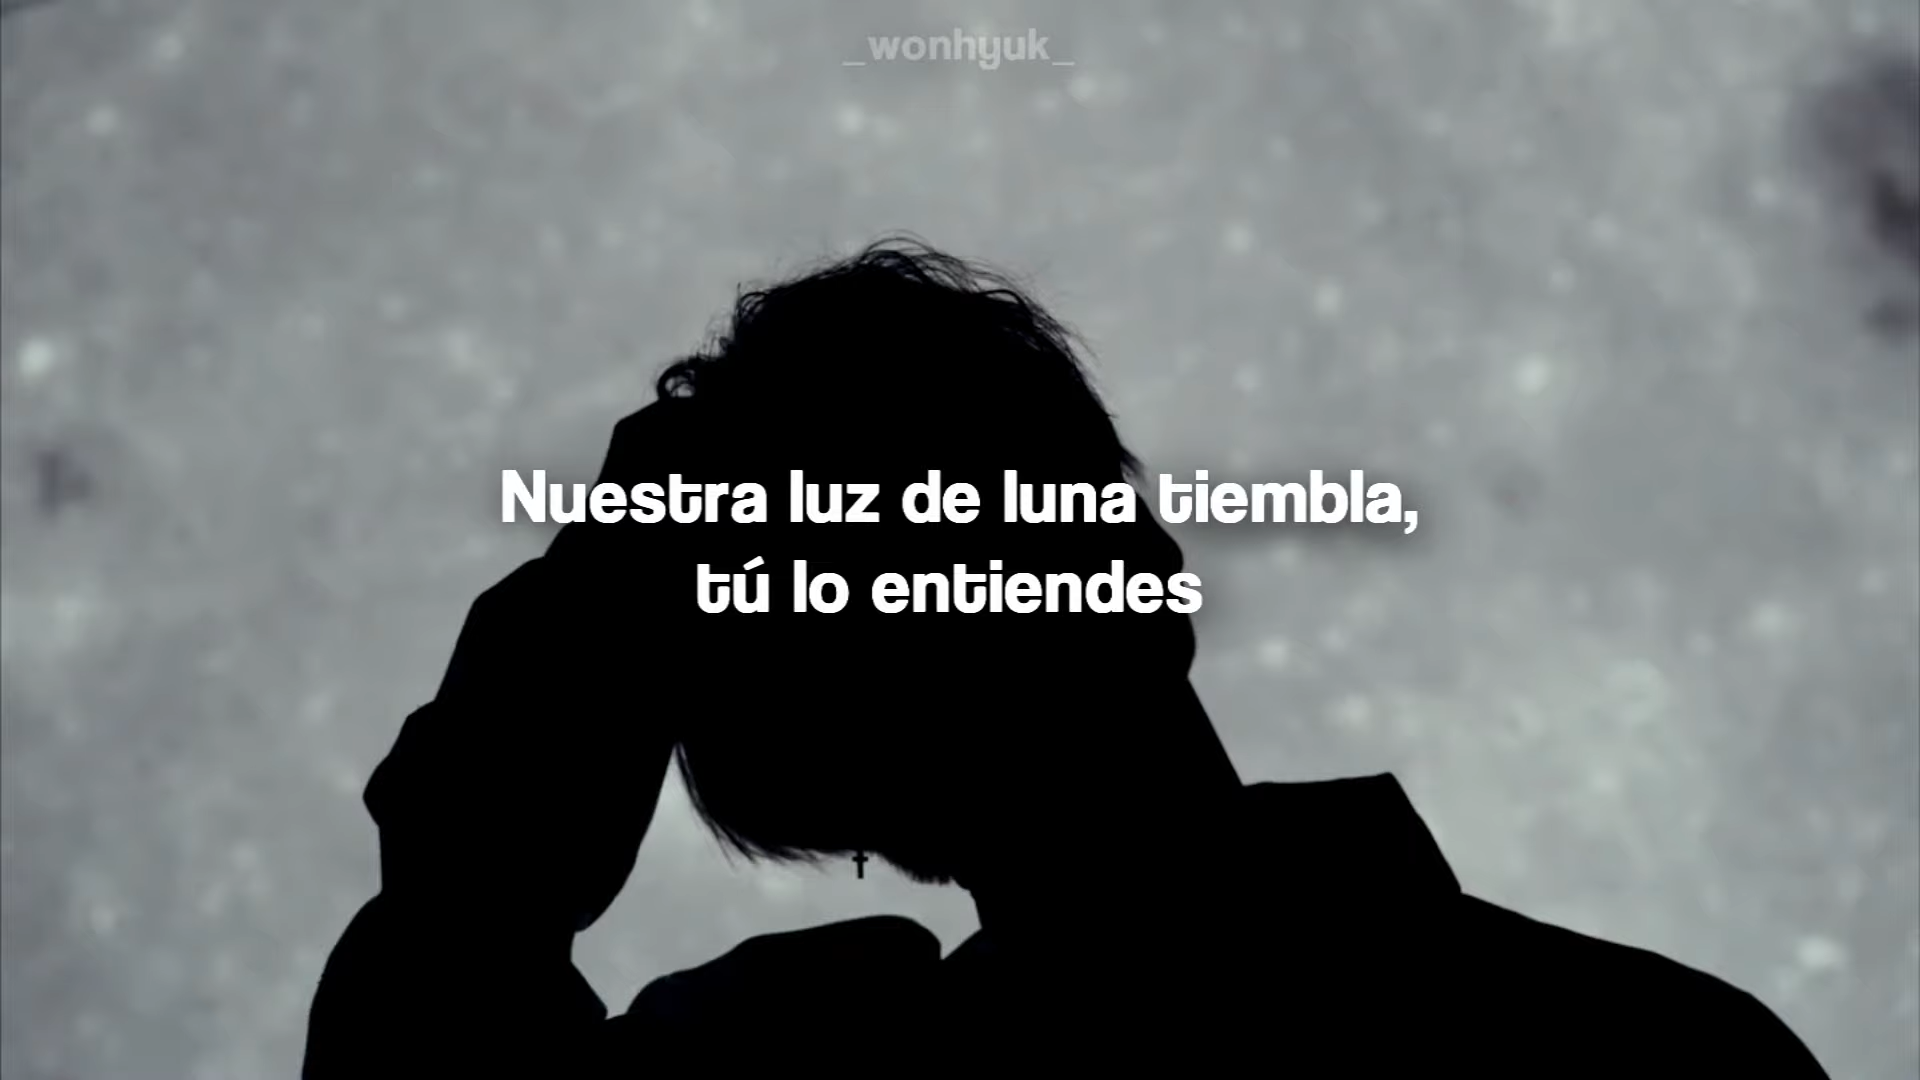 _wonhyuk_
Nuestra luz de luna tiembla,
tú lo entiendes